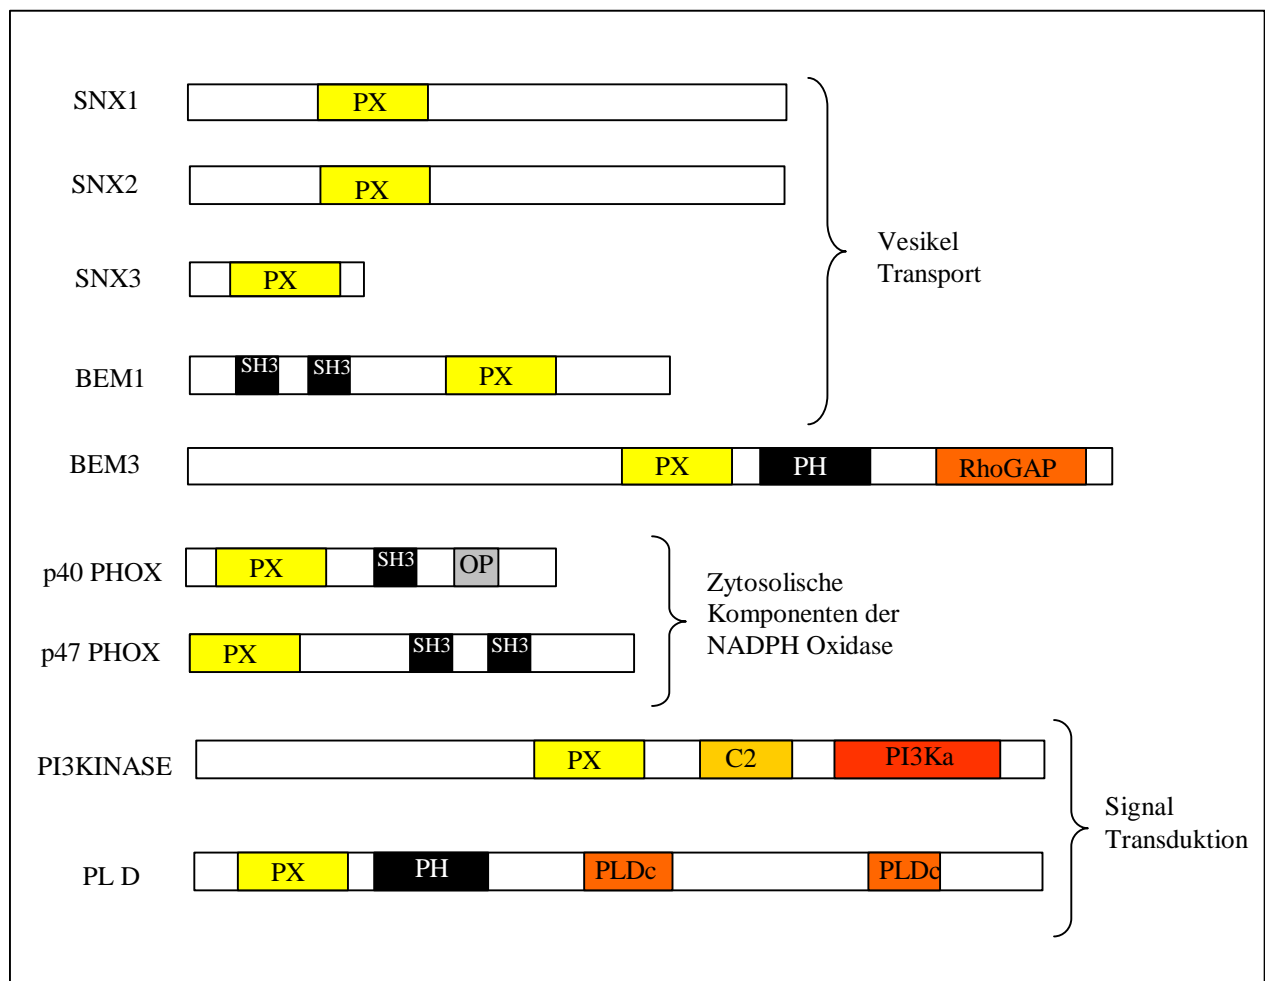 SNX1
PX
SNX2
PX
SNX3
PX
Vesikel
Transport
BEM1
SH3
SH3
PX
BEM3
PX
PH
RhoGAP
p40 PHOX
PX
SH3
OP
p47 PHOX
PX
SH3
SH3
Zytosolische
Komponenten der
NADPH Oxidase
PI3KINASE
PX
C2
PI3Ka
PL D
PX
PH
PLDc
PLDc
Signal
Transduktion